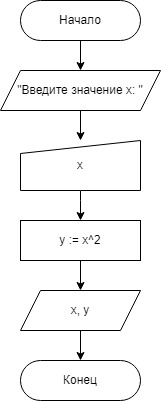 Начало
"Введите значение x: "
x
y := x^2
x, y
Конец